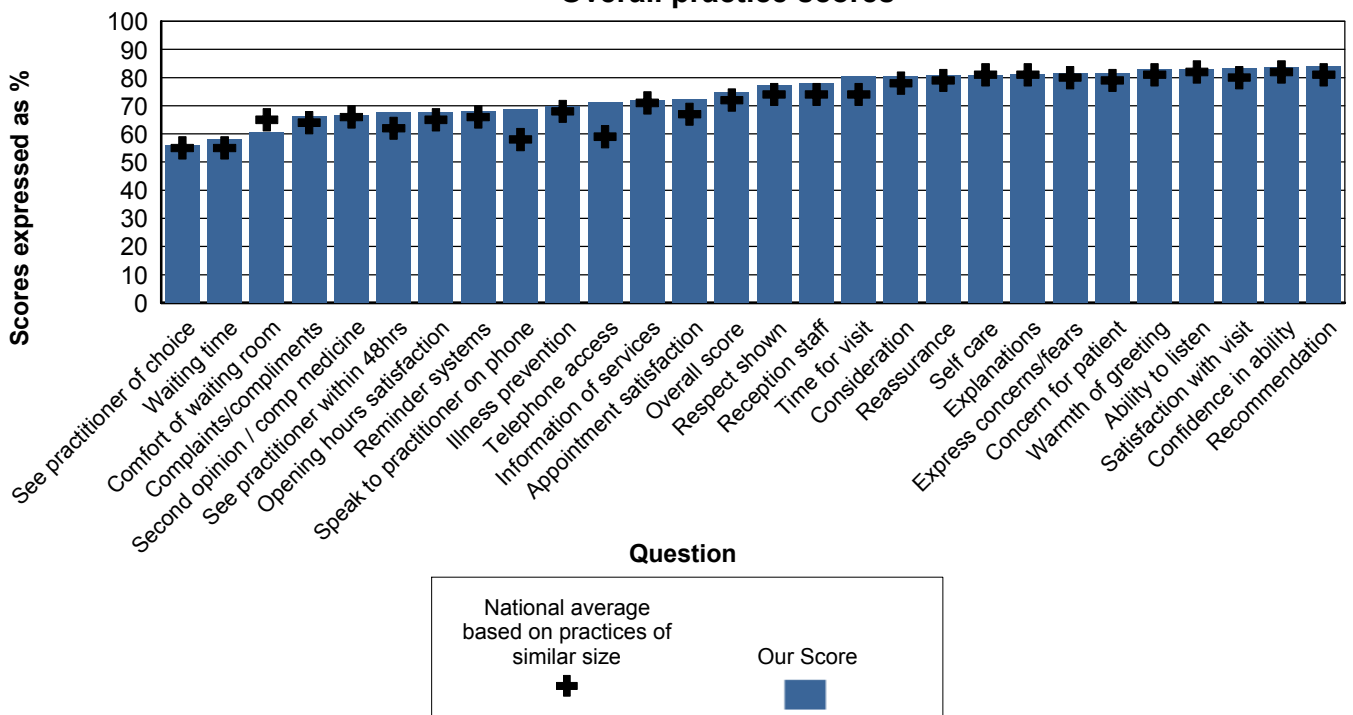 Overall practice scores
Scores expressed as %
100
90
80
70
60
50
40
30
20
10
0
See practitioner of choice
Waiting time
Comfort of waiting room
Complaints/compliments
Second opinion / comp medicine
See practitioner within 48hrs
Opening hours satisfaction
Reminder systems
Speak to practitioner on phone
Illness prevention
Telephone access
Information of services
Appointment satisfaction
Overall score
Respect shown
Reception staff
Time for visit
Consideration
Reassurance
Self care
Explanations
Express concerns/fears
Concern for patient
Warmth of greeting
Ability to listen
Satisfaction with visit
Confidence in ability
Recommendation
Question
National average
based on practices of
similar size
Our Score